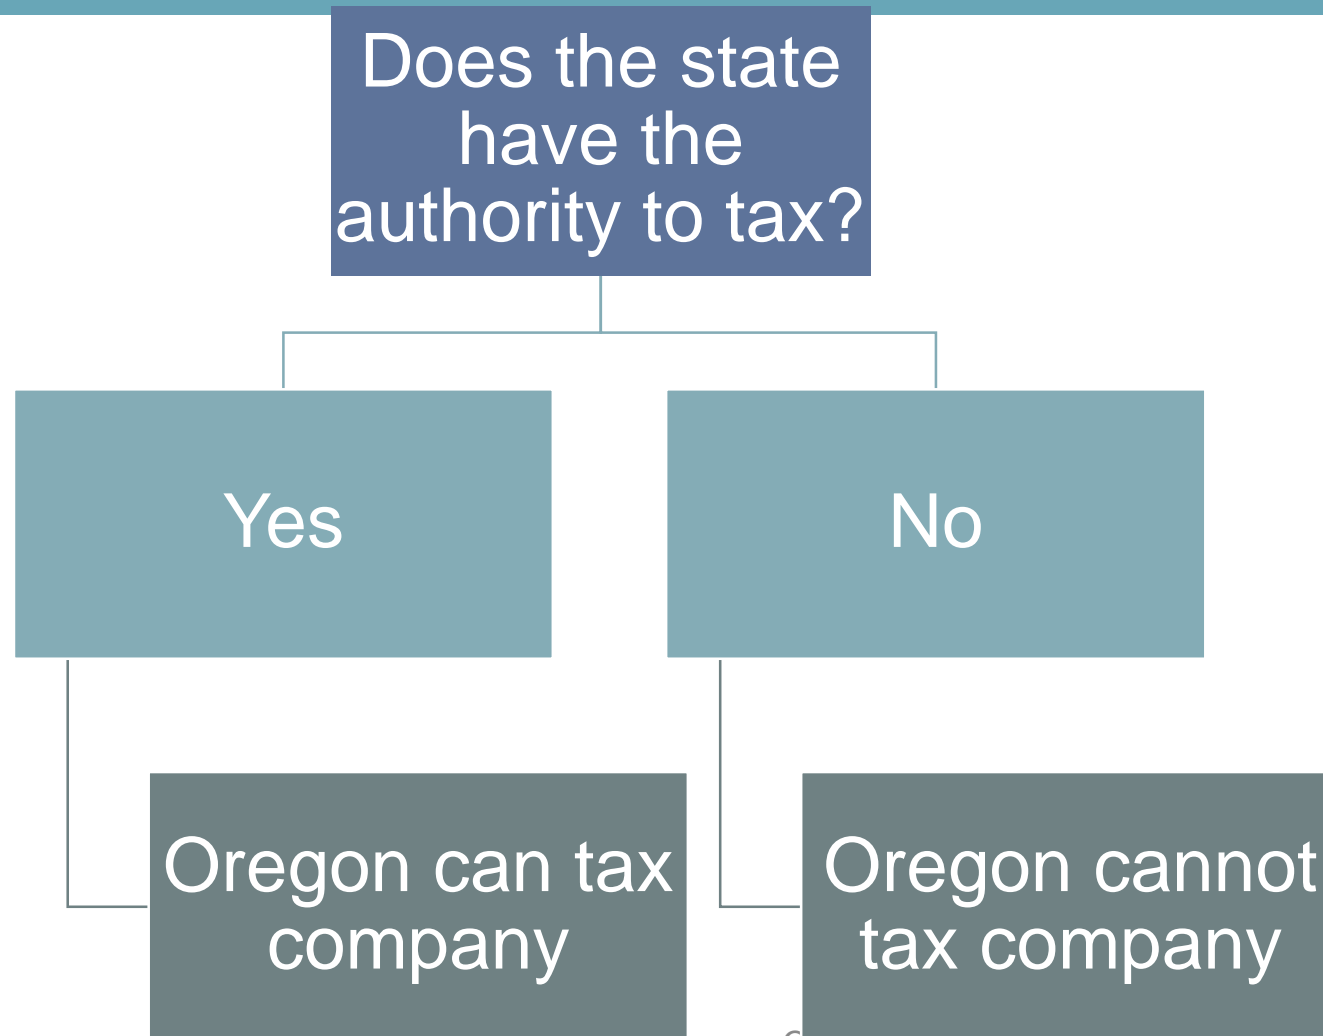 Does the state
have the
authority to tax?
Yes
No
Oregon can tax
company
Oregon cannot
tax company